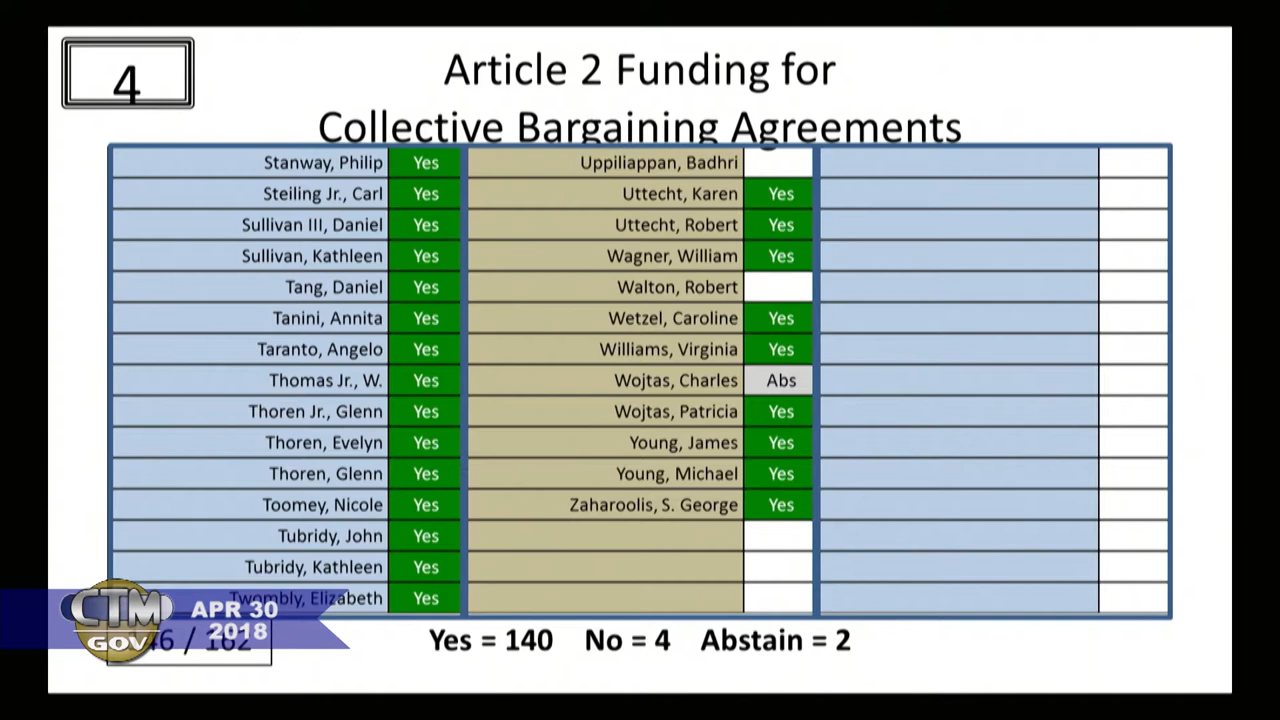 4
Article 2 Funding for
Collective Bargaining Agreements
Stanway, Philip Yes Uppiliappan, Badhri
Steiling Jr., Carl Yes Uttecht, Karen Yes
Sullivan III, Daniel Yes Uttecht, Robert Yes
Sullivan, Kathleen Yes Wagner, William Yes
Tang, Daniel Yes Walton, Robert
Tanini, Annita Yes Wetzel, Caroline Yes
Taranto, Angelo Yes Williams, Virginia Yes
Thomas Jr., W. Yes Wojtas, Charles Abs
Thoren Jr., Glenn Yes Wojtas, Patricia Yes
Thoren, Evelyn Yes Young, James Yes
Thoren, Glenn Yes Young, Michael Yes
Toomey, Nicole Yes Zaharoolis, S. George Yes
Tubridy, John Yes
Tubridy, Kathleen Yes
Twombly, Elizabeth Yes
CTM GOV APR 30 2018
/ 162
Yes = 140 No = 4 Abstain = 2